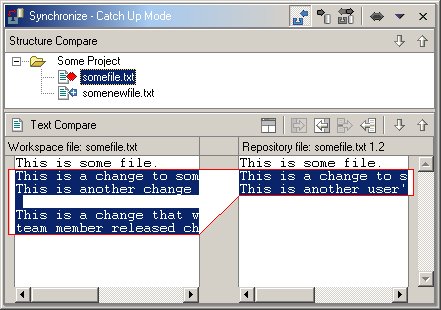 Synchronize - Catch Up Mode
Structure Compare
Some Project
somefile.txt
somenewfile.txt
Text Compare
Workspace file: somefile.txt
Repository file: somefile.txt 1.2
This is some file.
This is a change to som
This is another change
This is a change that w
team member released ch
This is some file.
This is a change to s
This is another user'